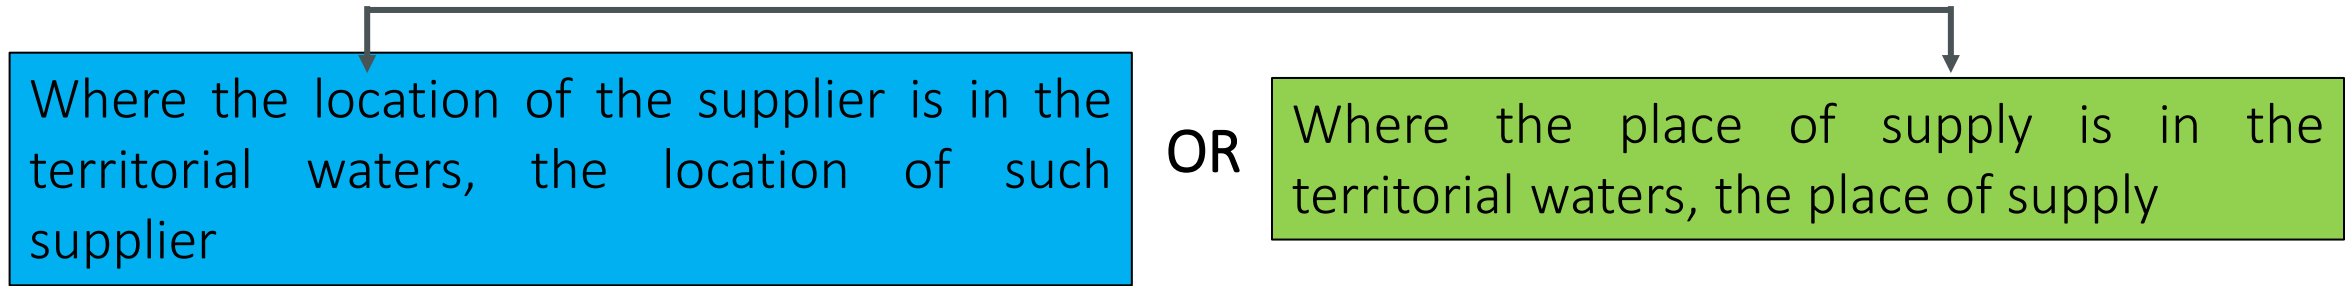 Where the location of the supplier is in the
territorial waters, the location of such
supplier
OR
Where the place of supply is in the
territorial waters, the place of supply